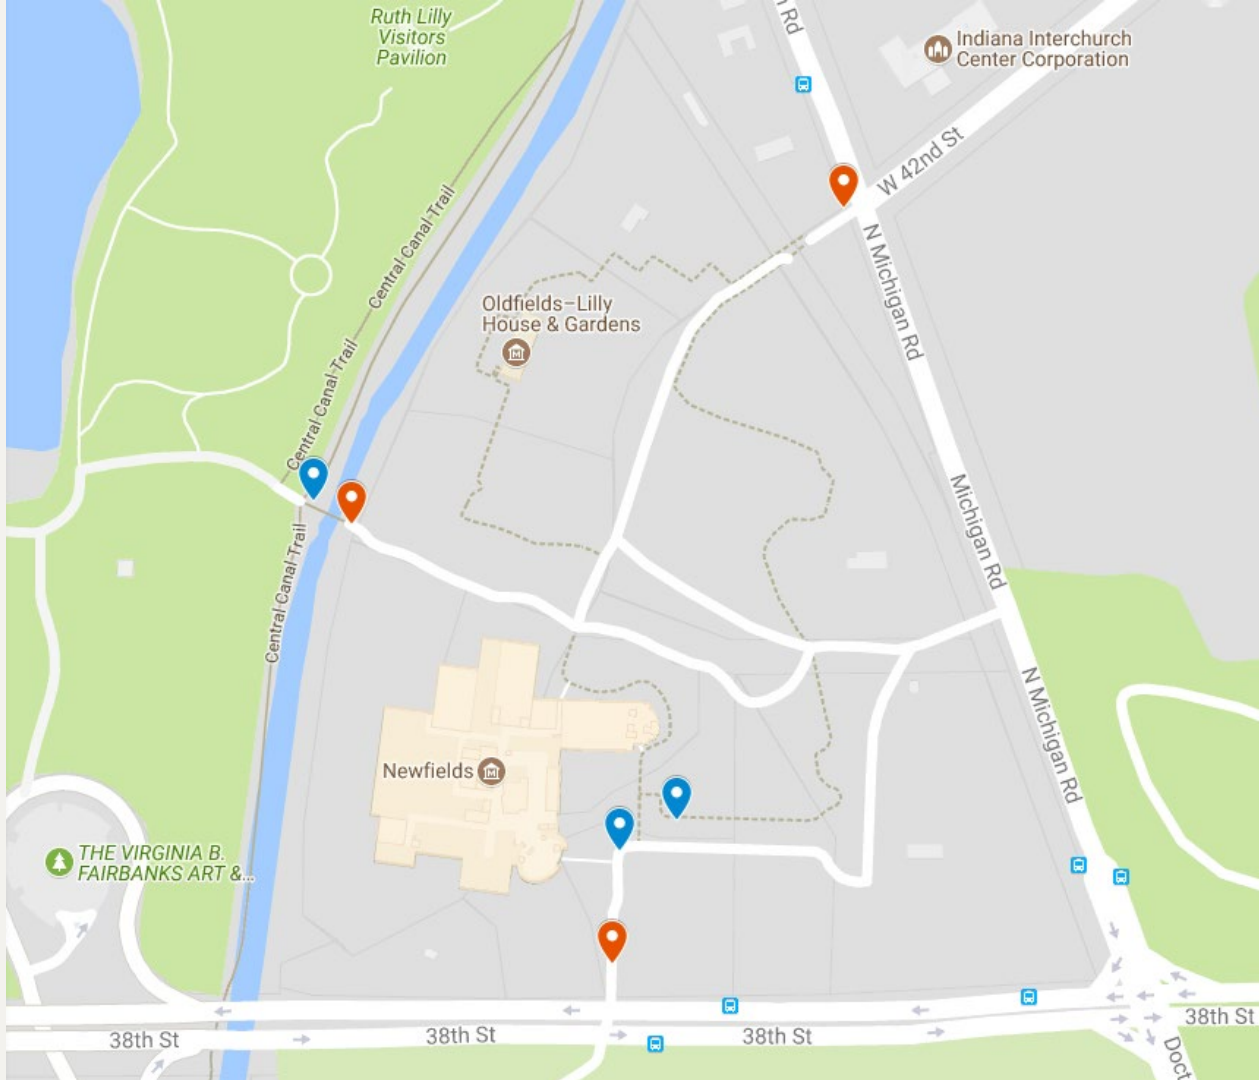 Ruth Lilly
Visitors
Pavilion
n Rd
Indiana Interchurch
Center Corporation
W 42nd St
Central Canal Trail
N Michigan Rd
Oldfields–Lilly
House & Gardens
Central Canal Trail
Michigan Rd
Central Canal Trail
N Michigan Rd
Newfields
THE VIRGINIA B.
FAIRBANKS ART &...
38th St
38th St
38th St
38th St
Doct